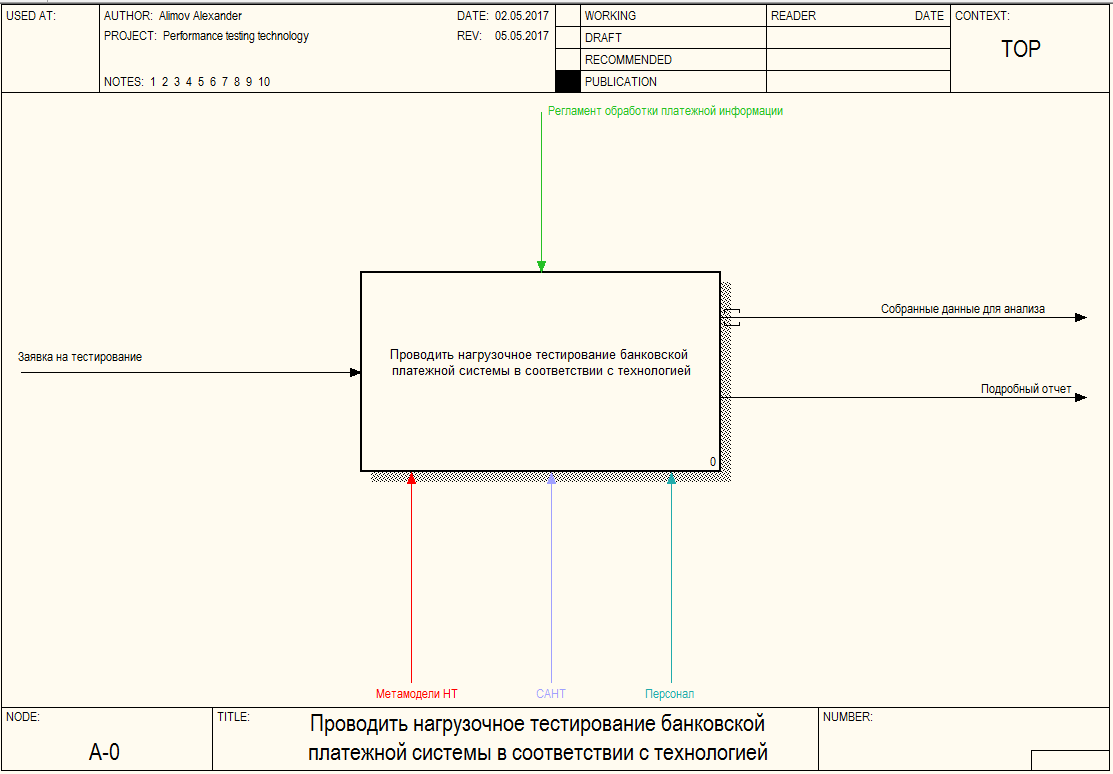 USED AT:
AUTHOR: Alimov Alexander
DATE: 02.05.2017
WORKING
READER
DATE
CONTEXT:
PROJECT: Performance testing technology
REV: 05.05.2017
DRAFT
TOP
RECOMMENDED
NOTES: 1 2 3 4 5 6 7 8 9 10
PUBLICATION
Регламент обработки платежной информации
Собранные данные для анализа
Заявка на тестирование
Проводить нагрузочное тестирование банковской
платежной системы в соответствии с технологией
Подробный отчет
0
Метамодели НТ
САНТ
Персонал
NODE:
A-0
TITLE:
Проводить нагрузочное тестирование банковской
платежной системы в соответствии с технологией
NUMBER: